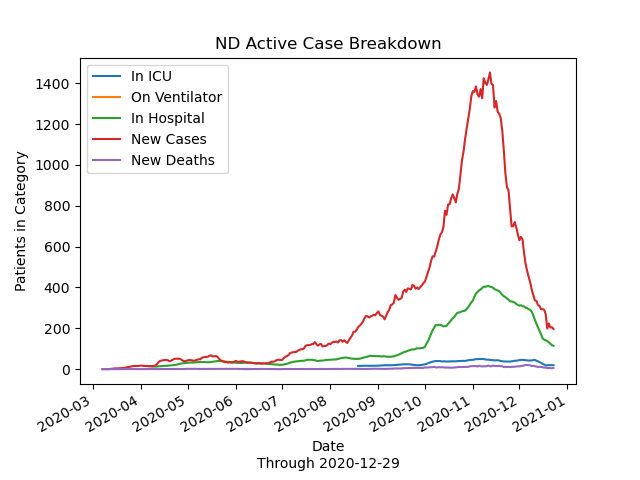 ND Active Case Breakdown
In ICU
On Ventilator
In Hospital
New Cases
New Deaths
Patients in Category
1400
1200
1000
800
600
400
200
0
2020-03
2020-04
2020-05
2020-06
2020-07
2020-08
2020-09
2020-10
2020-11
2020-12
2021-01
Date
Through 2020-12-29